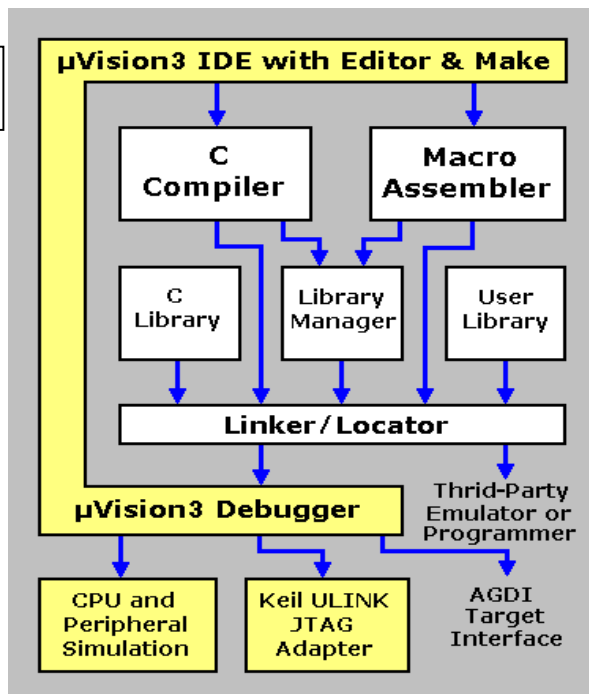 µVision3 IDE with Editor & Make
C
Compiler
Macro
Assembler
C
Library
Library
Manager
User
Library
Linker/Locator
Thrid-Party
Emulator or
Programmer
µVision3 Debugger
CPU and
Peripheral
Simulation
Keil ULINK
JTAG
Adapter
AGDI
Target
Interface